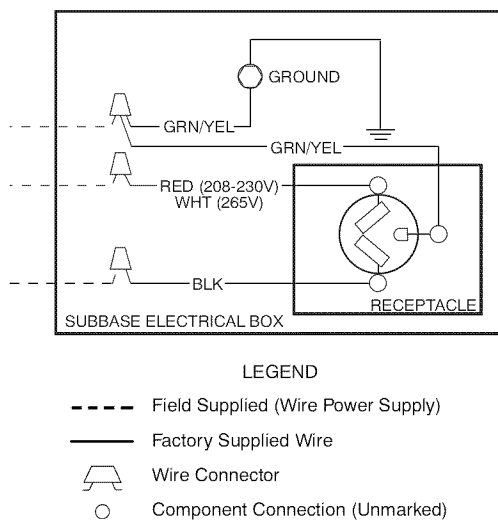 GROUND
GRN/YEL
GRN/YEL
RED (208-230V)
WHT (265V)
BLK
RECEPTACLE
SUBBASE ELECTRICAL BOX
LEGEND
Field Supplied (Wire Power Supply)
Factory Supplied Wire
Wire Connector
Component Connection (Unmarked)